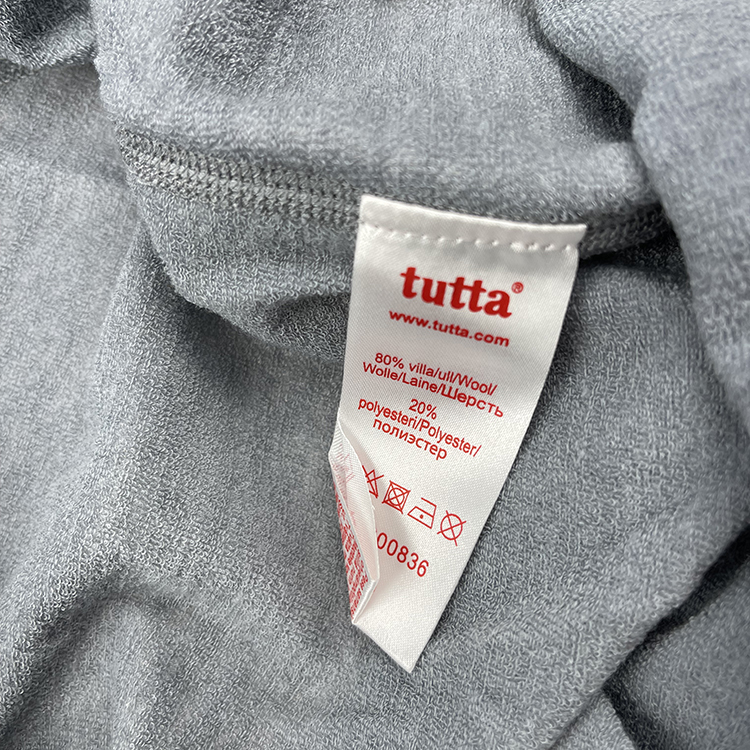 tutta®
www.tutta.com
80% villa/ull/Wool/
Wolle/Laine/Шерсть
20%
polyesteri/Polyester/
полиэстер
00836